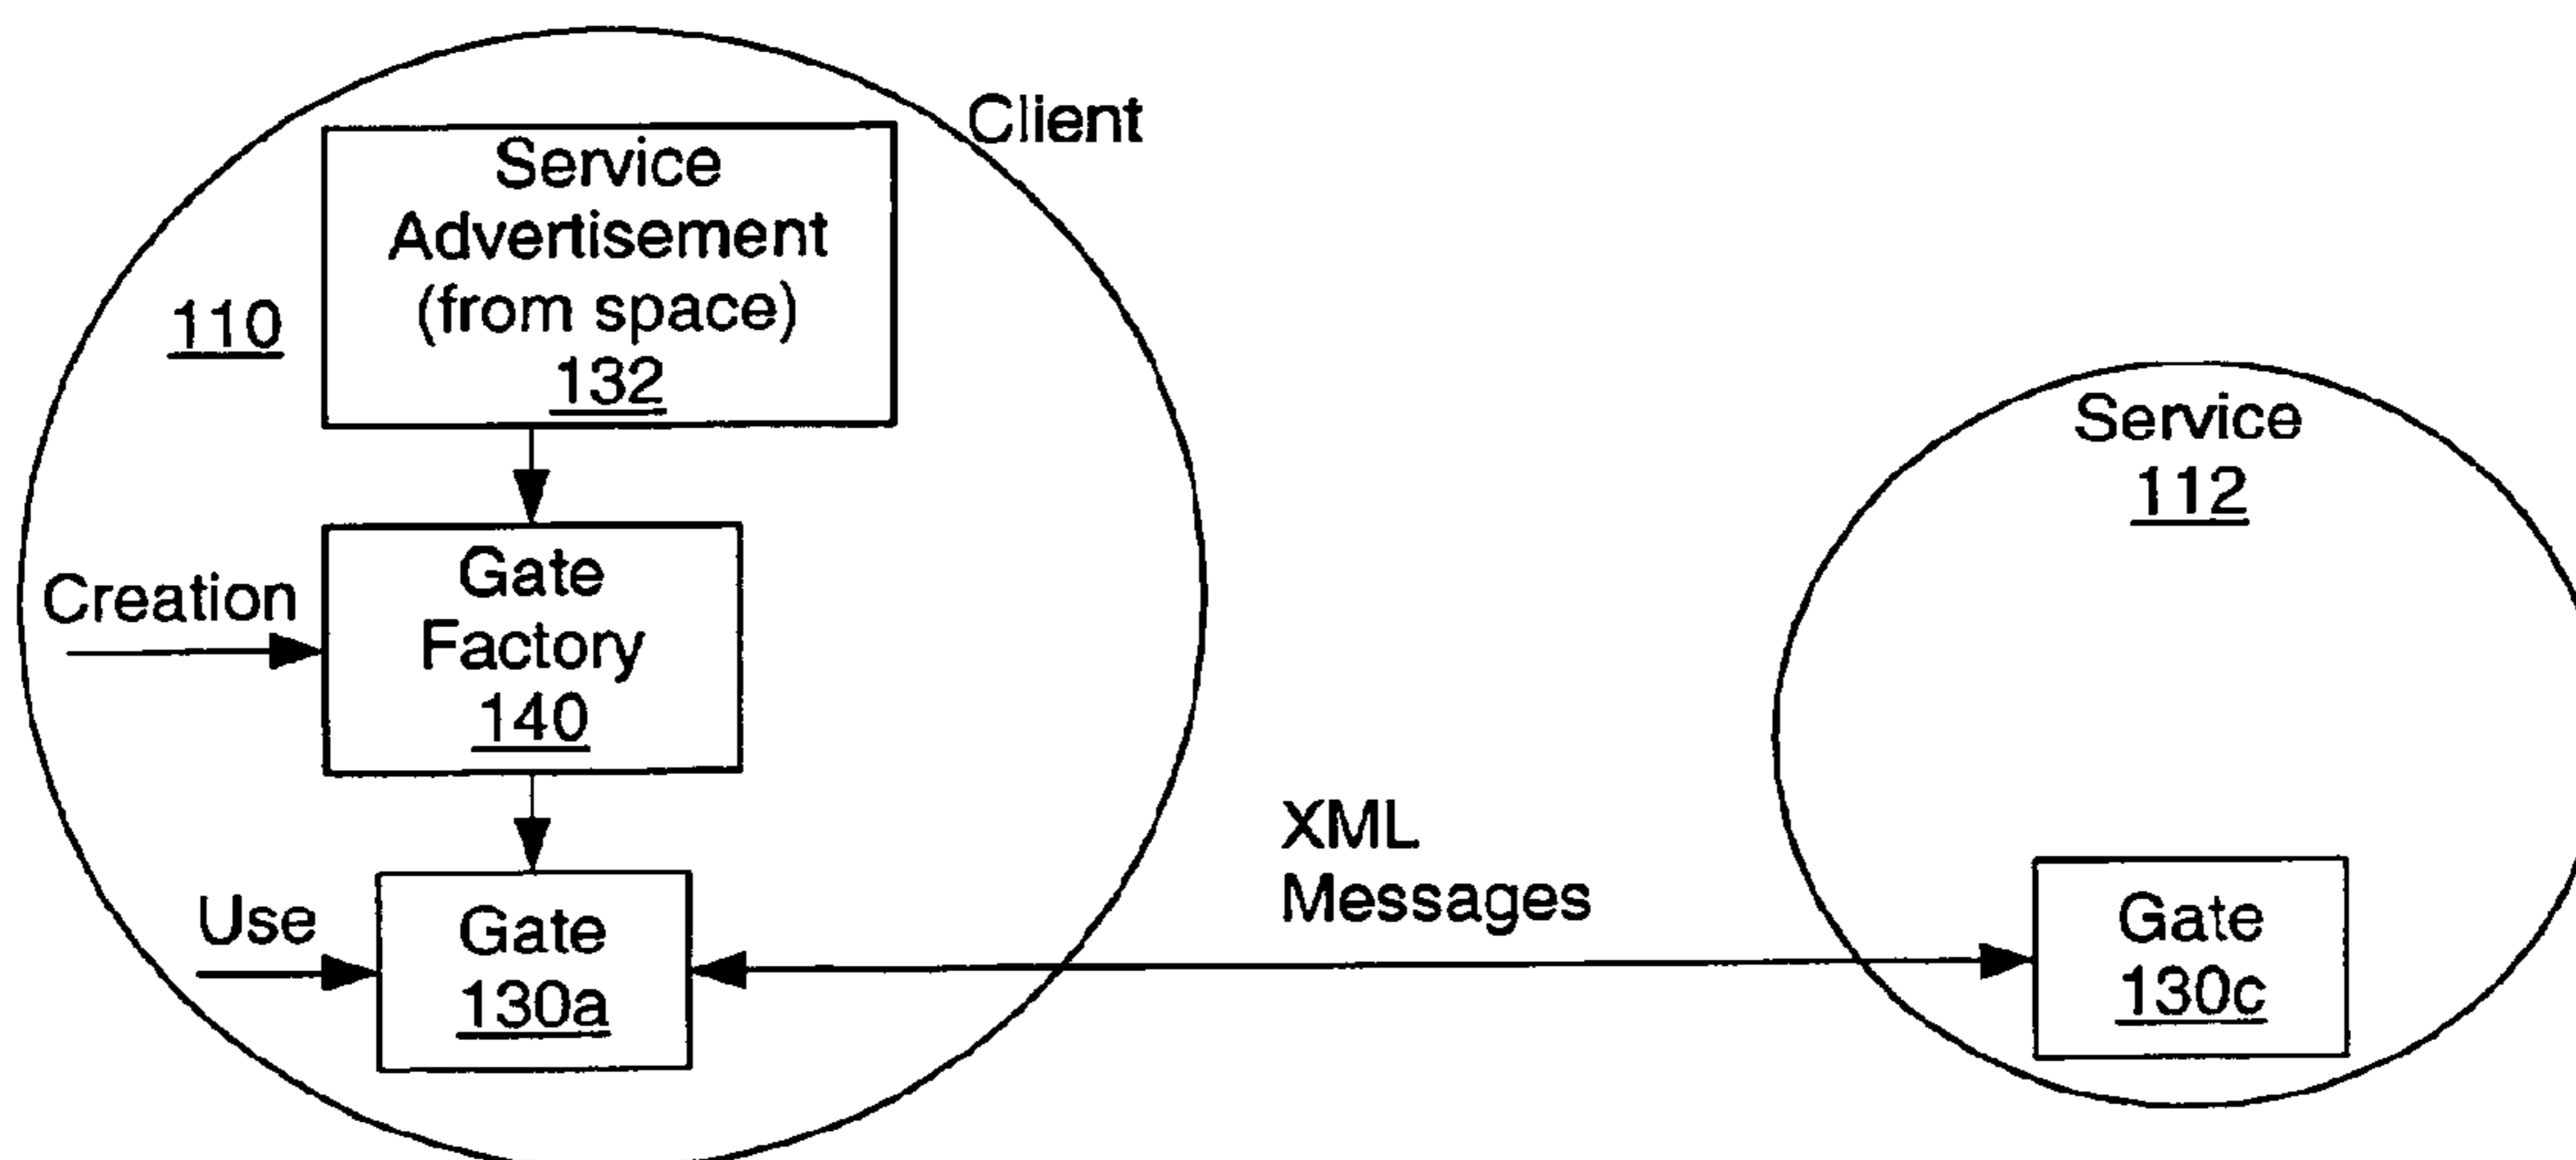 Client
Service
Advertisement
(from space)
132
110
Creation
Gate
Factory
140
Use
Gate
130a
XML
Messages
Service
112
Gate
130c